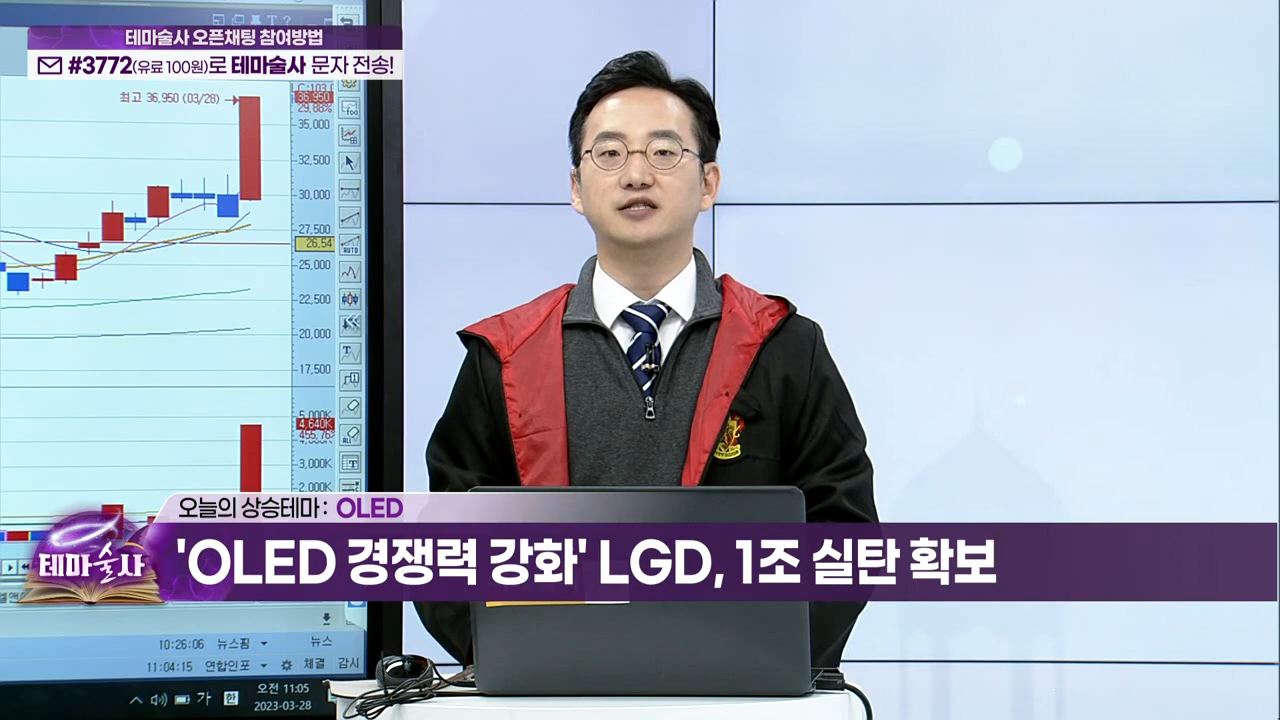 테마술사 오픈채팅 참여방법
#3772(유료 100원)로 테마술사 문자 전송!
최고 36,950 (03/28)
36,950
29.88%
35,000
32,500
30,000
27,500
26,54
AUTO
25,000
22,500
20,000
17,500
5,000K
4,640K
455.76%
ALL
3,000K
2,000K
오늘의 상승테마: OLED
테마술사
'OLED 경쟁력 강화' LGD, 1조 실탄 확보
10:26:06 뉴스핌 뉴스
11:04:15 연합인포 체결 감시
가 한 오전 11:05
2023-03-28